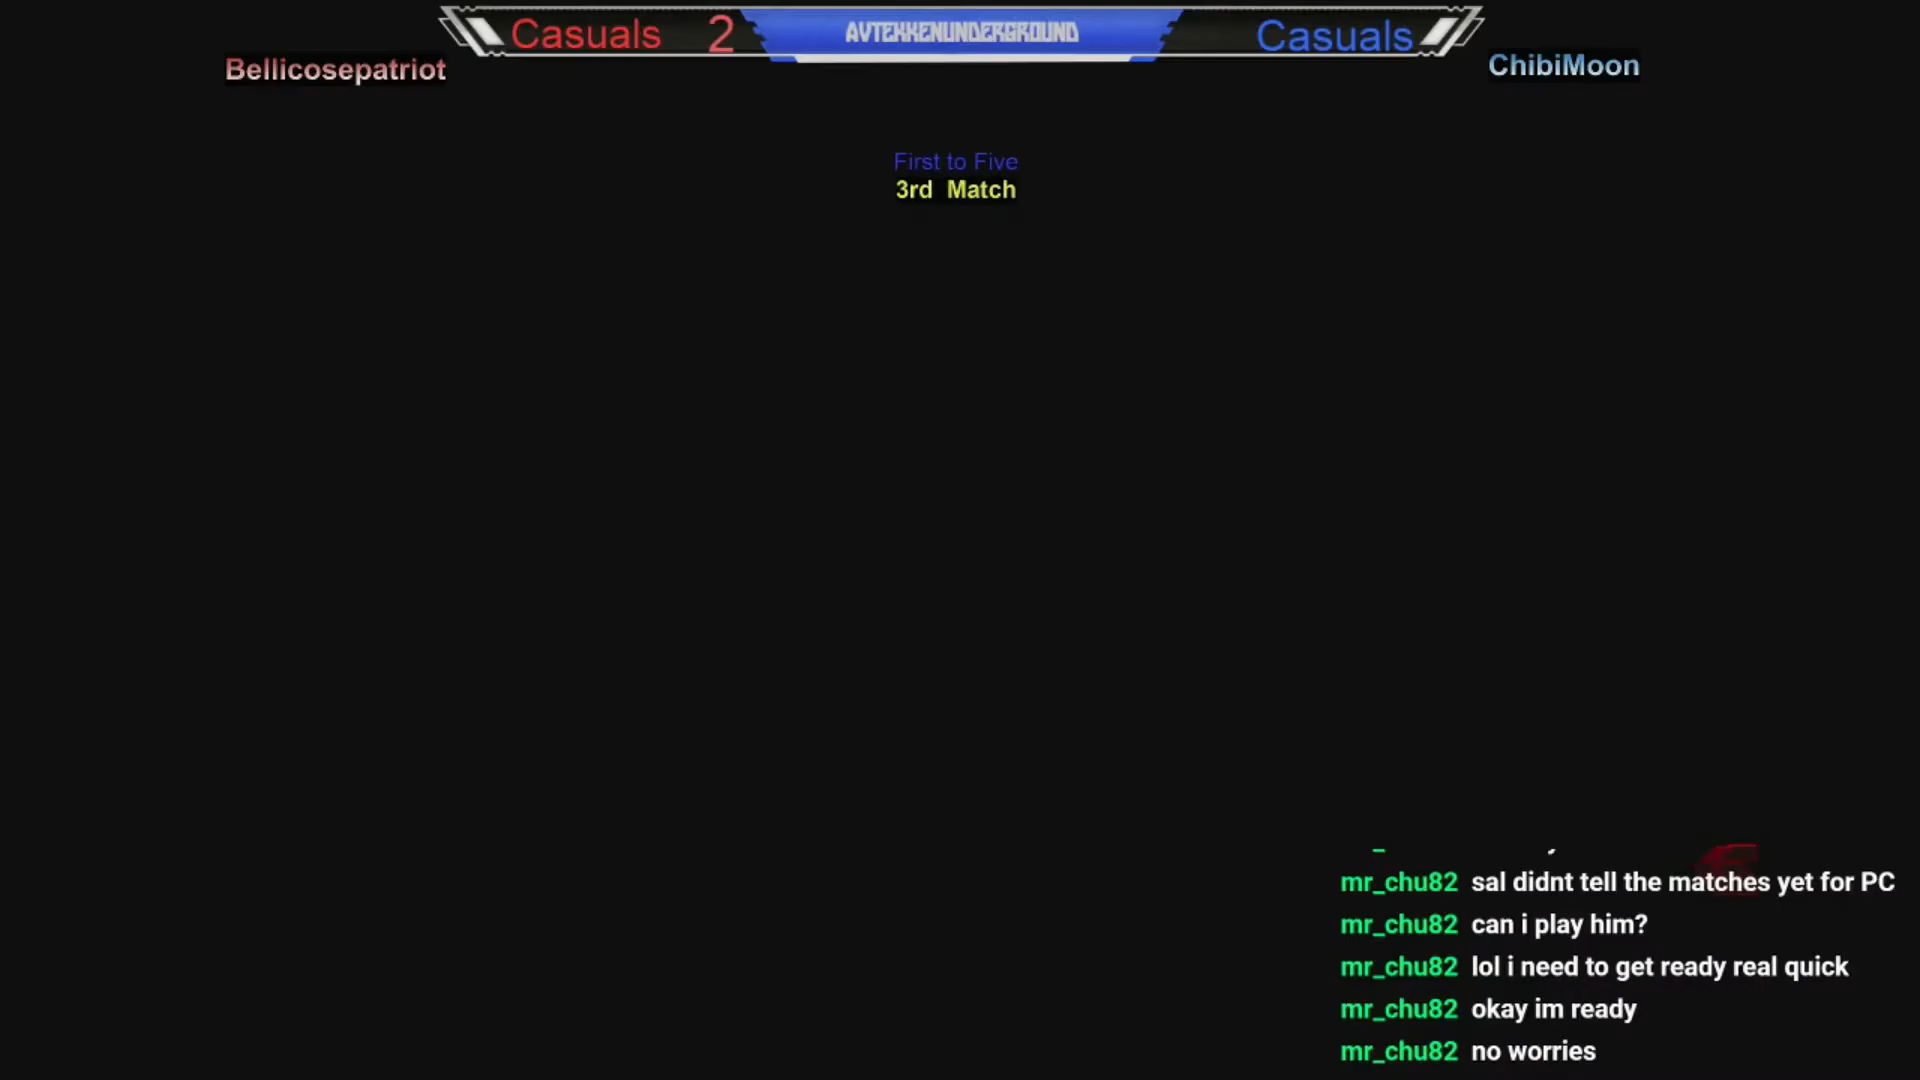 Casuals 2 AVTEKKENUNDERGROUND Casuals
Bellicosepatriot ChibiMoon
First to Five
3rd Match
mr_chu82 sal didnt tell the matches yet for PC
mr_chu82 can i play him?
mr_chu82 lol i need to get ready real quick
mr_chu82 okay im ready
mr_chu82 no worries